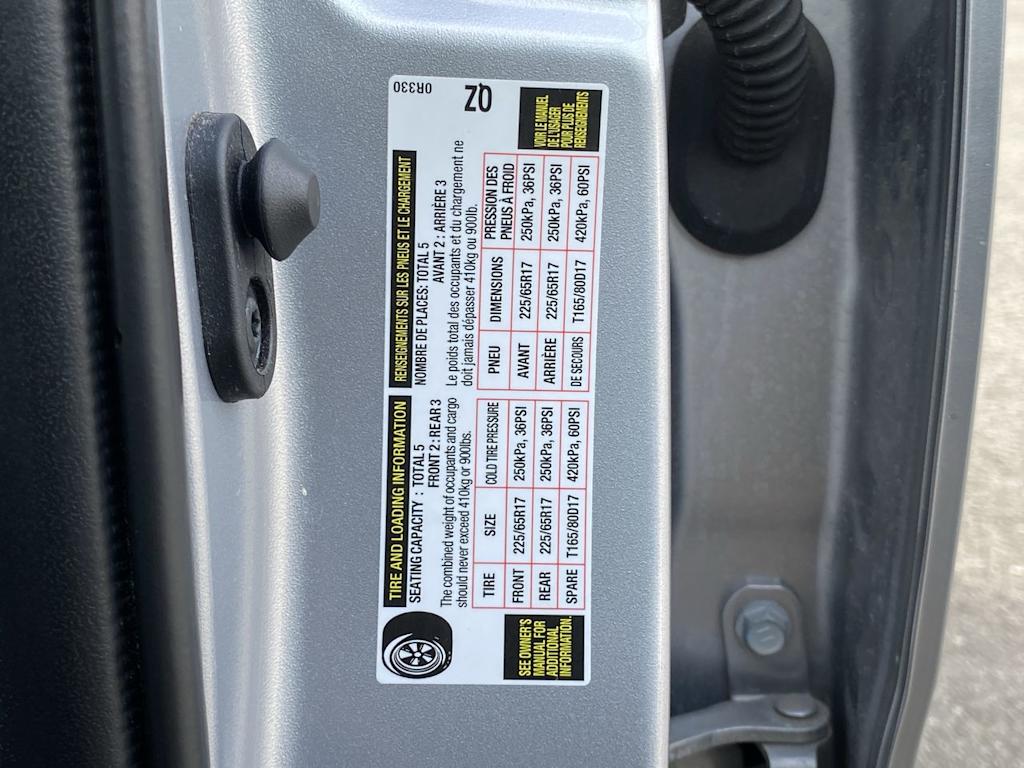 TIRE AND LOADING INFORMATION
SEATING CAPACITY : TOTAL 5
FRONT 2 : REAR 3
The combined weight of occupants and cargo
should never exceed 410kg or 900lbs.
TIRE SIZE COLD TIRE PRESSURE
FRONT 225/65R17 250kPa, 36PSI
REAR 225/65R17 250kPa, 36PSI
SPARE T165/80D17 420kPa, 60PSI
SEE OWNER'S
MANUAL FOR
ADDITIONAL
INFORMATION.
RENSEIGNEMENTS SUR LES PNEUS ET LE CHARGEMENT
NOMBRE DE PLACES: TOTAL 5
AVANT 2 : ARRIÈRE 3
Le poids total des occupants et du chargement ne
doit jamais dépasser 410kg ou 900lb.
PNEU DIMENSIONS PRESSION DES
PNEUS À FROID
AVANT 225/65R17 250kPa, 36PSI
ARRIÈRE 225/65R17 250kPa, 36PSI
DE SECOURS T165/80D17 420kPa, 60PSI
VOIR LE MANUEL
DE L'USAGER
POUR PLUS DE
RENSEIGNEMENTS
0R330
QZ